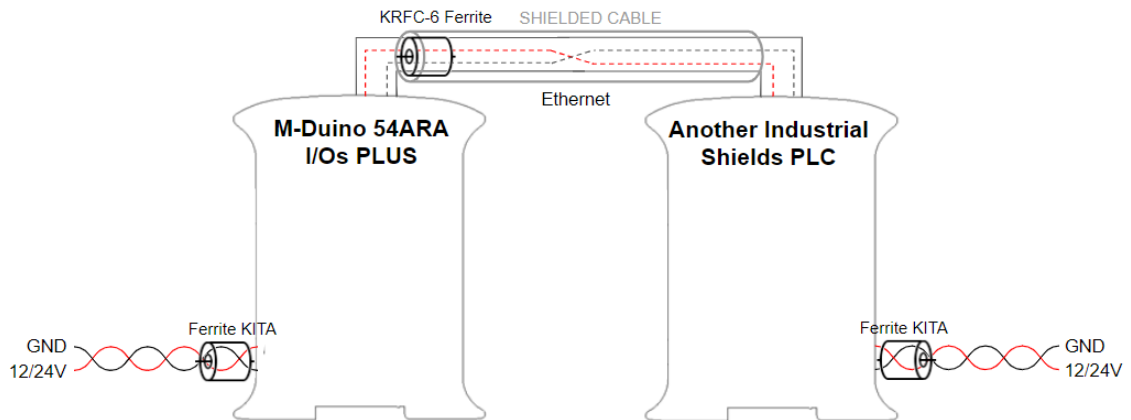 KRFC-6 Ferrite
SHIELDED CABLE
Ethernet
M-Duino 54ARA
I/Os PLUS
Another Industrial
Shields PLC
Ferrite KITA
GND
12/24V
Ferrite KITA
GND
12/24V